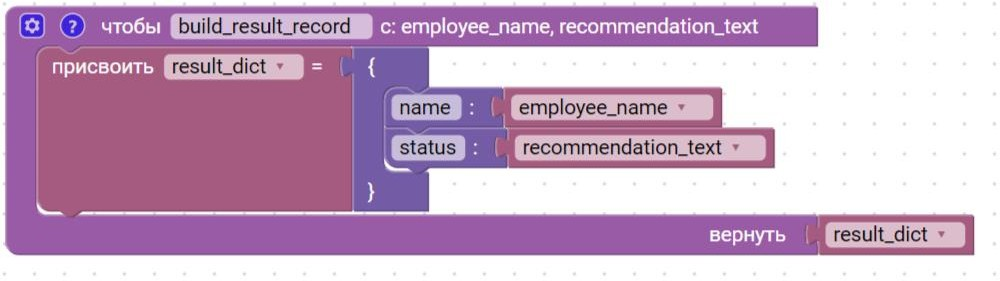 ? чтобы build_result_record с: employee_name, recommendation_text
присвоить result_dict = {
name : employee_name
status : recommendation_text
}
вернуть result_dict